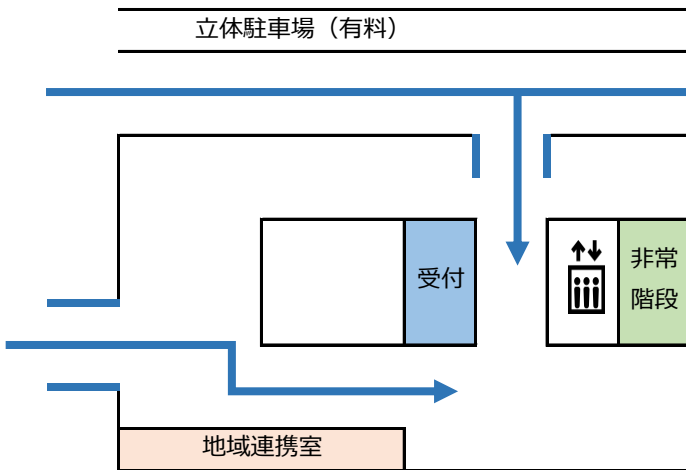 立体駐車場（有料）
受付
非常
階段
地域連携室